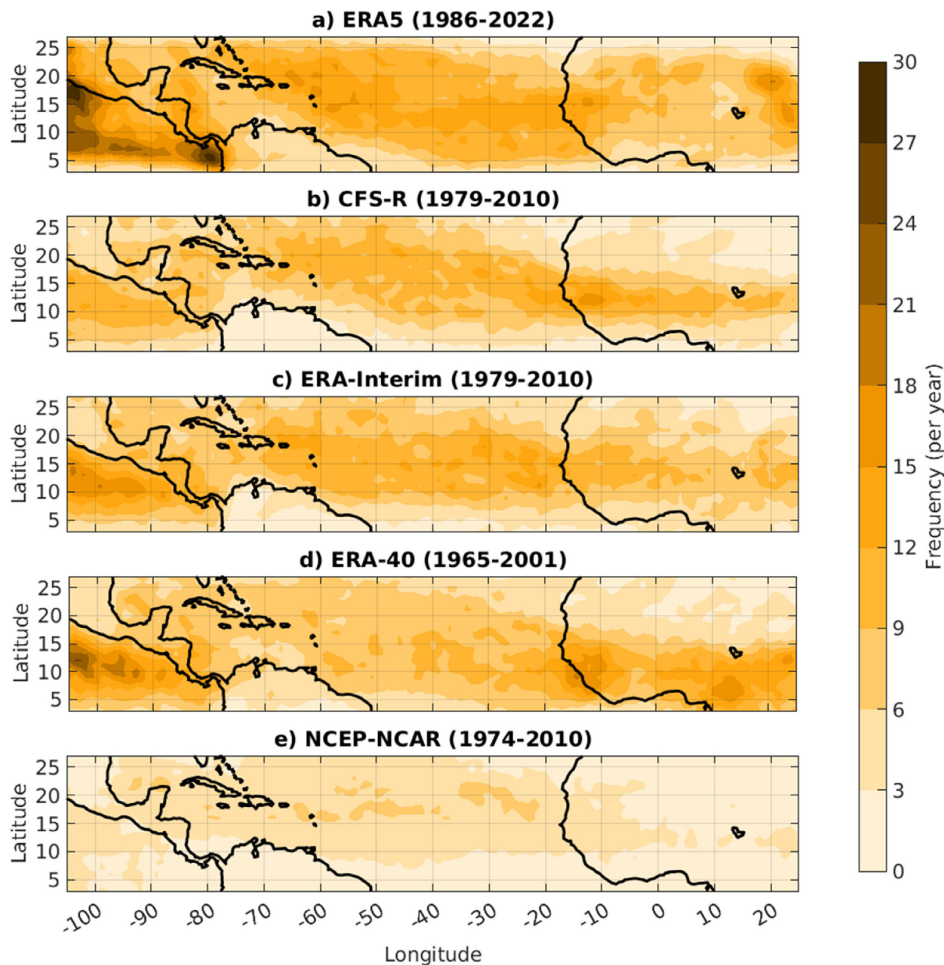 a) ERA5 (1986-2022)
25
20
15
10
5
Latitude
b) CFS-R (1979-2010)
25
20
15
10
5
Latitude
c) ERA-Interim (1979-2010)
25
20
15
10
5
Latitude
d) ERA-40 (1965-2001)
25
20
15
10
5
Latitude
e) NCEP-NCAR (1974-2010)
25
20
15
10
5
Latitude
-100 -90 -80 -70 -60 -50 -40 -30 -20 -10 0 10 20
Longitude
30
27
24
21
18
15
12
9
6
3
0
Frequency (per year)